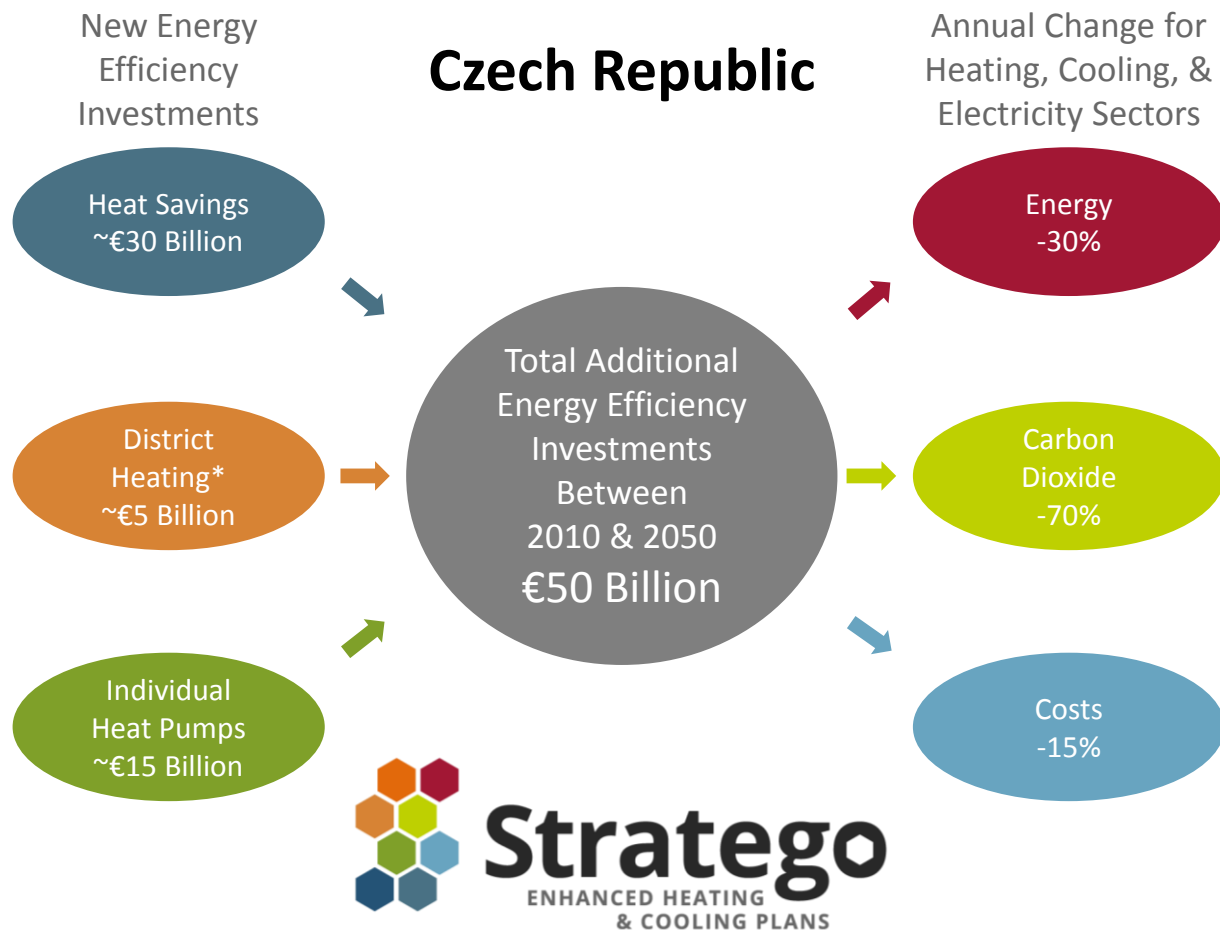 New Energy
Efficiency
Investments
Czech Republic
Annual Change for
Heating, Cooling, &
Electricity Sectors
Heat Savings
~€30 Billion
District
Heating*
~€5 Billion
Individual
Heat Pumps
~€15 Billion
Total Additional
Energy Efficiency
Investments
Between
2010 & 2050
€50 Billion
Energy
-30%
Carbon
Dioxide
-70%
Costs
-15%
Stratego
ENHANCED HEATING
& COOLING PLANS